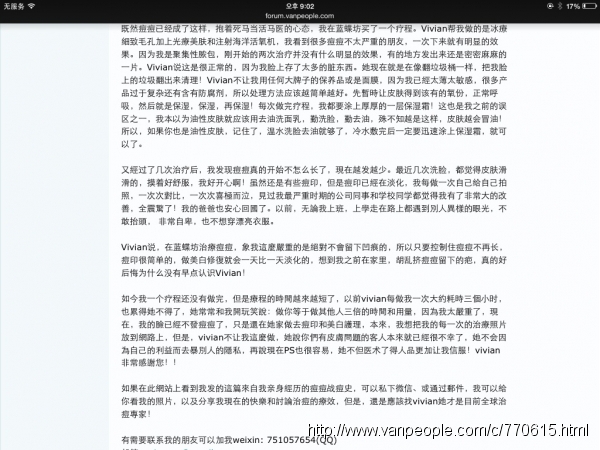 无服务
晚9:02
17%
forum.vanpeople.com
既然痘痘已经成了这样，抱着死马当活马医的心态，我在蓝蝶坊买了一个疗程。Vivian帮我做的是冰療
细致毛孔加上光療美肤和注射海洋活氧机，我看到很多痘痘不太严重的朋友，一次下来就有明显的效
果。因为是聚集性脓包，刚开始的两次治疗并没有什么明显的效果，有的地方发出来还是密密麻麻的
一片。Vivian说这是很正常的，因为我脸上存了太多的脏东西。她现在就是在像翻垃圾桶一样，把我脸
上的垃圾翻出来清理！Vivian不让我用任何大牌子的保养品或是面膜，因为我已經太薄太敏感，很多产
品过于复杂还有含有防腐剂，所以处理方法应该越简单越好。先暫時让皮肤得到该有的氧份，正常呼
吸，然后就是保湿，保湿，再保湿！每次做完疗程，我都要涂上厚厚的一层保湿霜！这也是我之前的误
区之一，我本以为油性皮肤就应该用去油洗面乳，勤洗脸，勤去油，殊不知越是这样，皮肤越会冒油！
所以，如果你也是油性皮肤，记住了，温水洗脸去油就够了，冷水敷完后一定要迅速涂上保湿霜，就可
以了。
又經过了几次治疗后，我发現痘痘真的开始不怎么长了，現在越发越少。最近几次洗脸，都觉得皮肤滑
滑的，摸着好舒服，我好开心啊！虽然还是有些痘印，但是痘印已經在淡化，我每做一次自己给自己拍
照，一次次對比，一次次喜極而泣，見过我最严重时期的公司同事和学校同学都觉得我有了非常大的改
善，全震驚了！我的爸爸也安心回國了。以前，无論我上班，上學走在路上都遇到別人異樣的眼光，不
敢抬頭，非常自卑，也不想穿漂亮衣服。
Vivian说，在蓝蝶坊治療痘痘，象我這麼嚴重的是絕對不會留下凹痕的，所以只要控制住痘痘不再长，
痘印很简单的，做美白修復就会一天比一天淡化的，想到我之前在家里，胡乱挤痘痘留下的疤，真的好
后悔为什么没有早点认识Vivian！
如今我一个疗程还没有做完，但是療程的時間越來越短了，以前vivian每做我一次大約耗時三個小时，
也累得她不得了，她常常和我開玩笑說：做你等于做其他人三倍的時間和用量，因為我太嚴重了，現
在，我的臉已經不發痘痘了，只是還在她家做去痘印和美白護理，本來，我想把我的每一次的治療照片
放到網路上，但是，vivian不让我這麼做，她說你們有皮膚問題的客人本來就已經很不幸了，她不会因
為自己的利益而去暴別人的隱私，再說現在PS也很容易，她不但医术了得人品更加让我信服！vivian
非常感谢您！！
如果在此網站上看到我发的這篇來自我亲身經历的痘痘战痘史，可以私下微信、或通过郵件，我可以给
你看我的照片，以及分享我現在的快樂和討論治痘的療效，但是，還是應該找vivian她才是目前全球治
痘專家！
有需要联系我的朋友可以加我weixin: 751057654(QQ)
http://www.vanpeople.com/c/770615.html